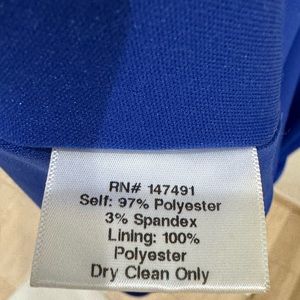 RN# 147491
Self: 97% Polyester
3% Spandex
Lining: 100%
Polyester
Dry Clean Only